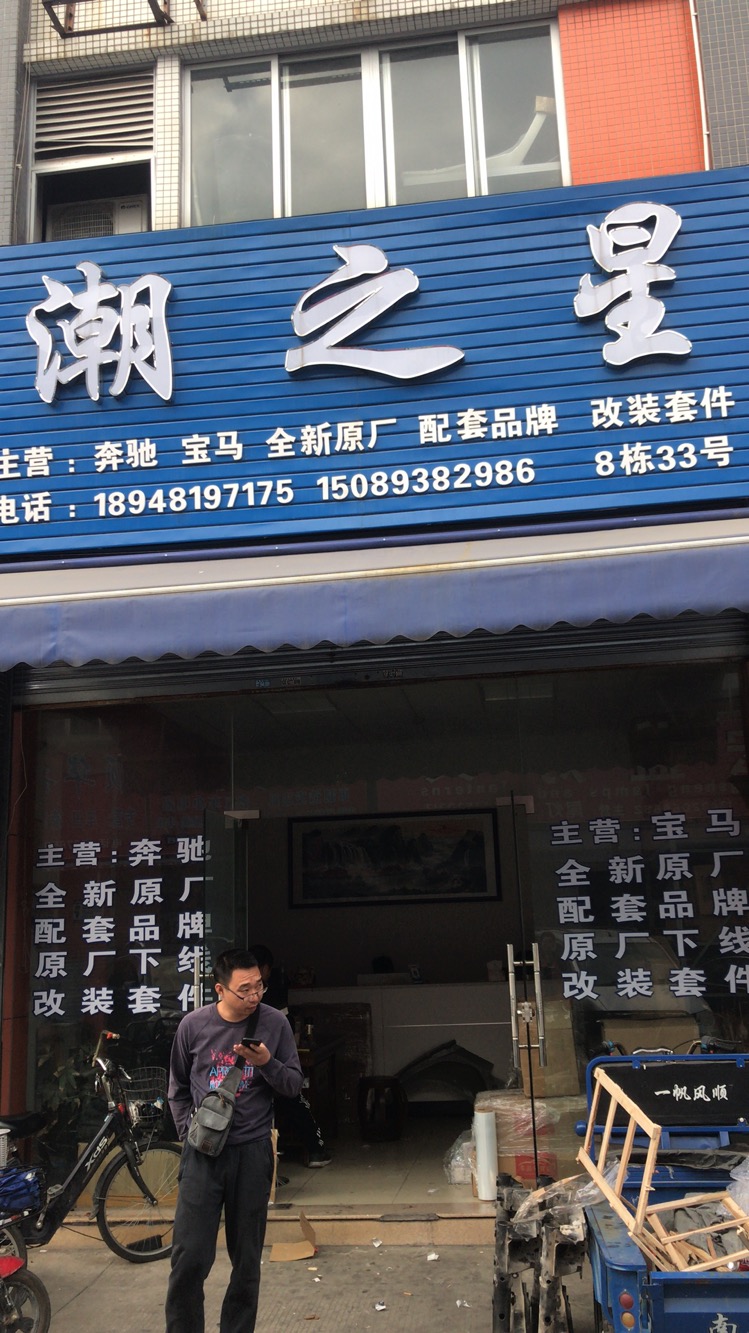 潮之星
主营：奔驰 宝马 全新原厂 配套品牌 改装套件
电话：18948197175 15089382986 8栋33号
主营：奔驰
全新原厂
配套品牌
原厂下线
改装套件
主营：宝马
全新原厂
配套品牌
原厂下线
改装套件
一帆风顺
XDS
南